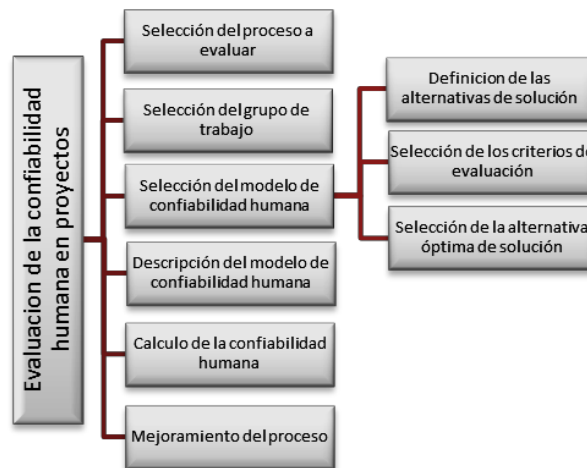 Evaluacion de la confiabilidad
humana en proyectos
Selección del proceso a
evaluar
Selección del grupo de
trabajo
Selección del modelo de
confiabilidad humana
Descripción del modelo de
confiabilidad humana
Calculo de la confiabilidad
humana
Mejoramiento del proceso
Definicion de las
alternativas de solución
Selección de los criterios de
evaluación
Selección de la alternativa
óptima de solución